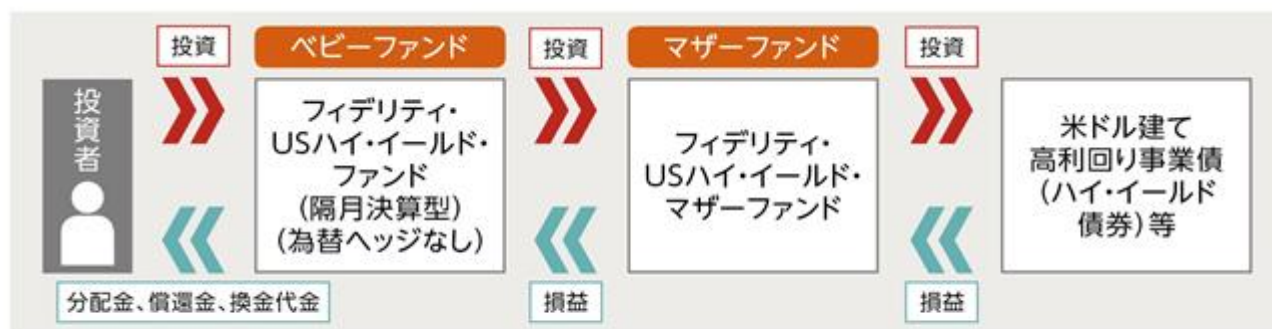 投資
ベビーファンド
投資
マザーファンド
投資
投資者
フィデリティ・
USハイ・イールド・
ファンド
(隔月決算型)
(為替ヘッジなし)
フィデリティ・
USハイ・イールド・
マザーファンド
米ドル建て
高利回り事業債
(ハイ・イールド
債券)等
分配金、償還金、換金代金
損益
損益